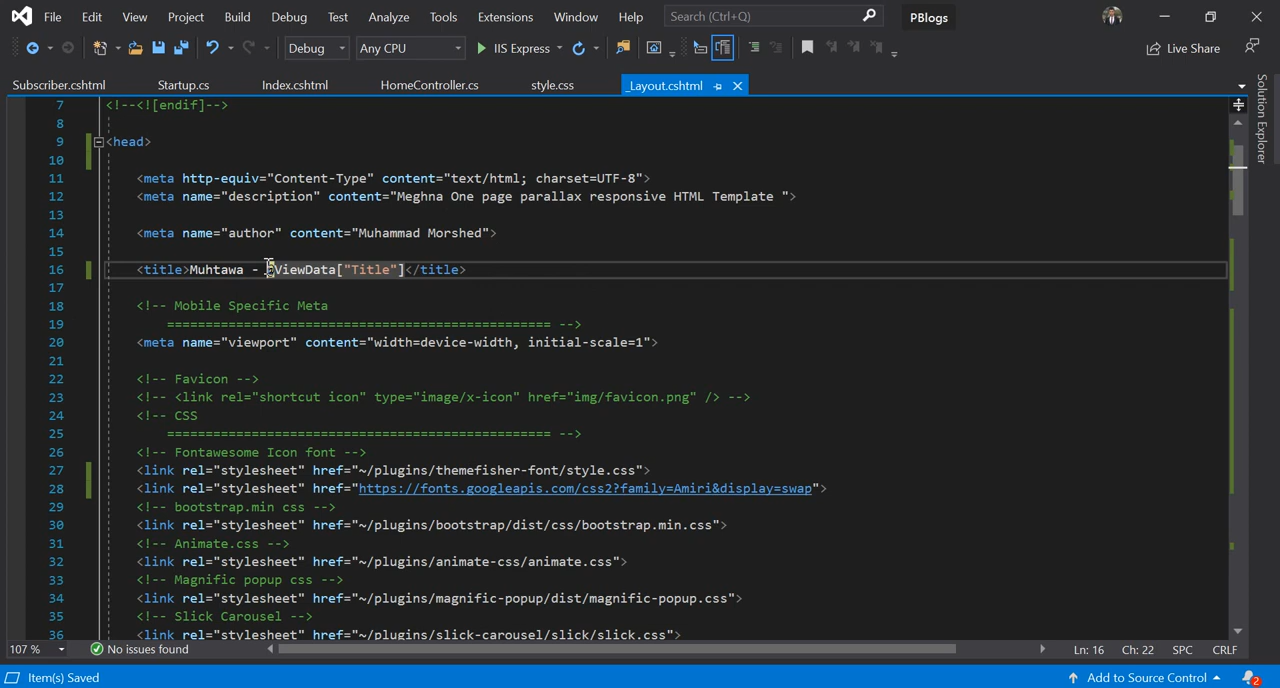 File Edit View Project Build Debug Test Analyze Tools Extensions Window Help Search (Ctrl+Q) PBlogs
Debug Any CPU IIS Express Live Share
Subscriber.cshtml Startup.cs Index.cshtml HomeController.cs style.css _Layout.cshtml
Solution Explorer
7 <!--<![endif]-->
8
9 <head>
10
11 <meta http-equiv="Content-Type" content="text/html; charset=UTF-8">
12 <meta name="description" content="Meghna One page parallax responsive HTML Template ">
13
14 <meta name="author" content="Muhammad Morshed">
15
16 <title>Muhtawa - @ViewData["Title"]</title>
17
18 <!-- Mobile Specific Meta
19 ================================================== -->
20 <meta name="viewport" content="width=device-width, initial-scale=1">
21
22 <!-- Favicon -->
23 <!-- <link rel="shortcut icon" type="image/x-icon" href="img/favicon.png" /> -->
24 <!-- CSS
25 ================================================== -->
26 <!-- Fontawesome Icon font -->
27 <link rel="stylesheet" href="~/plugins/themefisher-font/style.css">
28 <link rel="stylesheet" href="https://fonts.googleapis.com/css2?family=Amiri&display=swap">
29 <!-- bootstrap.min css -->
30 <link rel="stylesheet" href="~/plugins/bootstrap/dist/css/bootstrap.min.css">
31 <!-- Animate.css -->
32 <link rel="stylesheet" href="~/plugins/animate-css/animate.css">
33 <!-- Magnific popup css -->
34 <link rel="stylesheet" href="~/plugins/magnific-popup/dist/magnific-popup.css">
35 <!-- Slick Carousel -->
36 <link rel="stylesheet" href="~/plugins/slick-carousel/slick/slick.css">
107 % No issues found Ln: 16 Ch: 22 SPC CRLF
Item(s) Saved Add to Source Control 2